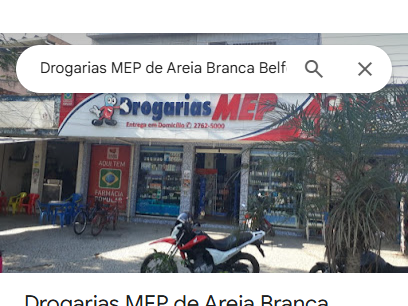 Drogarias MEP de Areia Branca Belf
Drogarias MEP
Entrega em Domicílio 2762-5000
AQUI TEM
FARMÁCIA
POPULAR
Drogarias MEP de Areia Branca